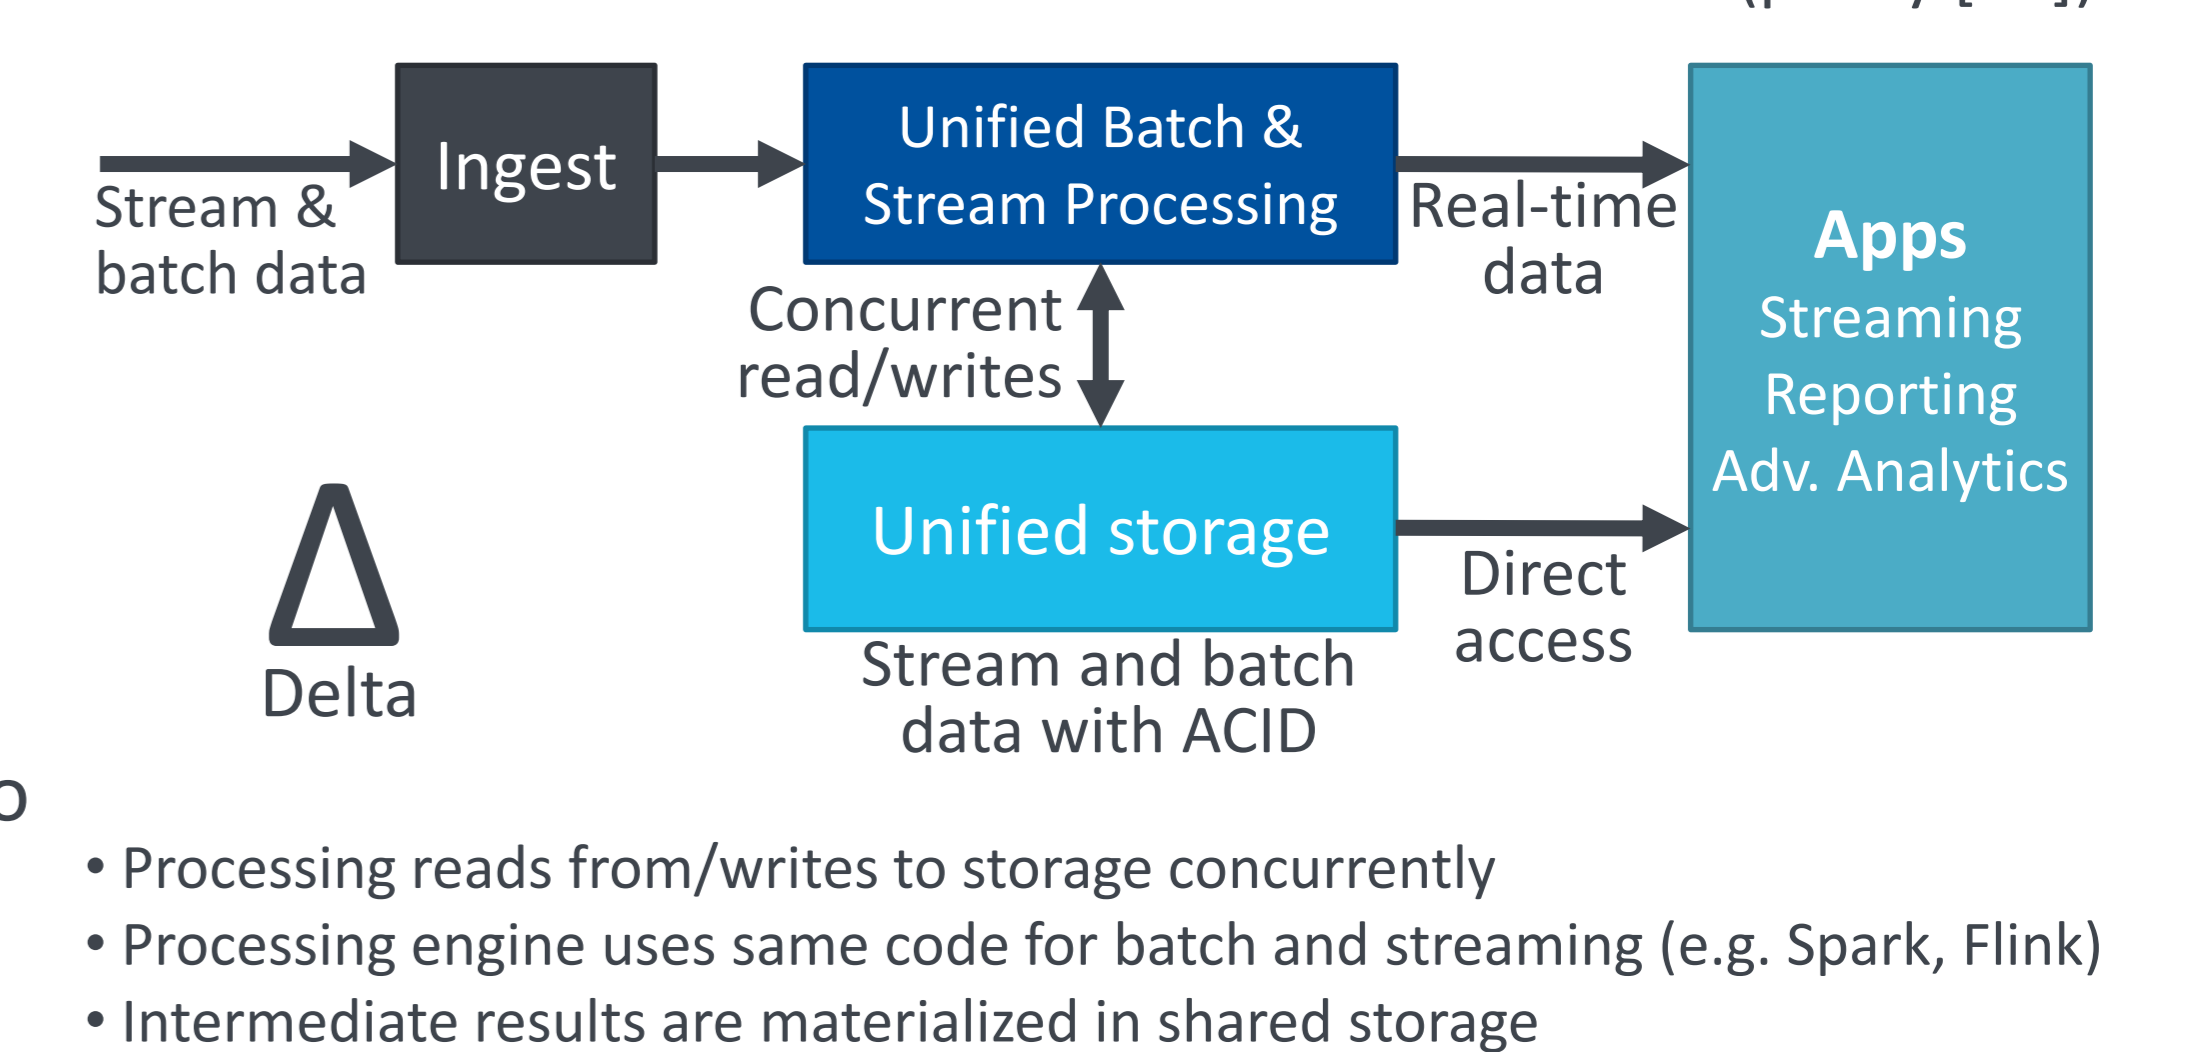 Stream &
batch data
Ingest
Unified Batch &
Stream Processing
Real-time
data
Apps
Streaming
Reporting
Adv. Analytics
Concurrent
read/writes
Unified storage
Direct
access
Stream and batch
data with ACID
Δ
Delta
• Processing reads from/writes to storage concurrently
• Processing engine uses same code for batch and streaming (e.g. Spark, Flink)
• Intermediate results are materialized in shared storage